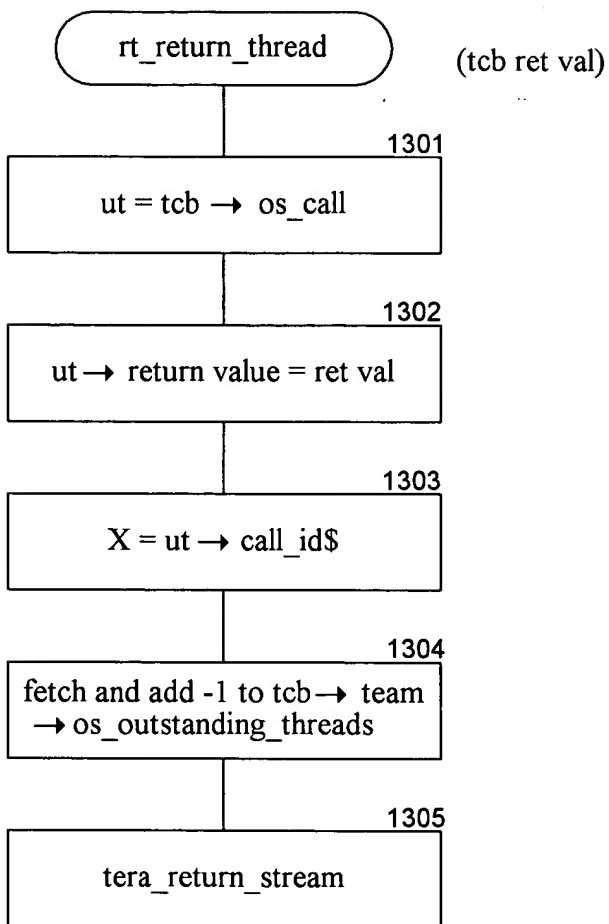 rt_return_thread
(tcb ret val)
1301
ut = tcb → os_call
1302
ut → return value = ret val
1303
X = ut → call_id$
1304
fetch and add -1 to tcb → team
→ os_outstanding_threads
1305
tera_return_stream